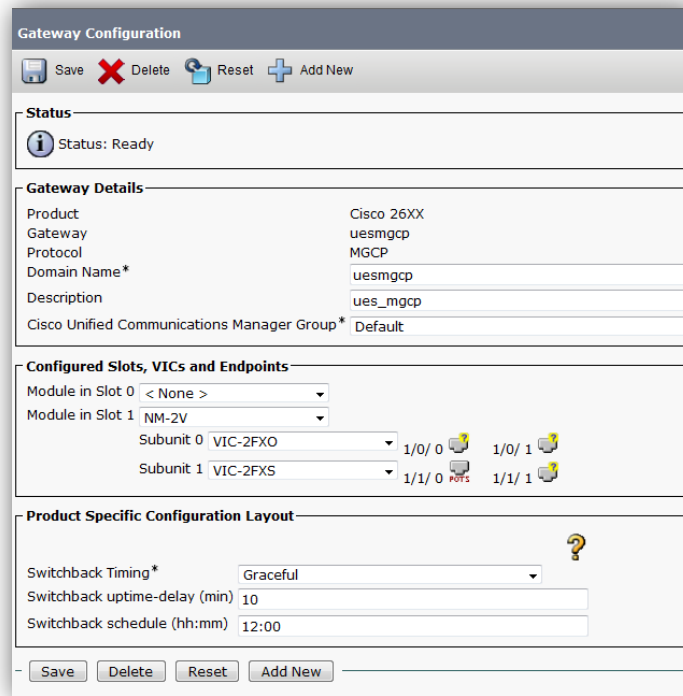 Gateway Configuration
Save Delete Reset Add New
Status
Status: Ready
Gateway Details
Product Cisco 26XX
Gateway uesmgcp
Protocol MGCP
Domain Name* uesmgcp
Description ues_mgcp
Cisco Unified Communications Manager Group* Default
Configured Slots, VICs and Endpoints
Module in Slot 0 < None >
Module in Slot 1 NM-2V
Subunit 0 VIC-2FXO 1/0/ 0 ? 1/0/ 1 ?
Subunit 1 VIC-2FXS 1/1/ 0 POTS 1/1/ 1 ?
Product Specific Configuration Layout
?
Switchback Timing* Graceful
Switchback uptime-delay (min) 10
Switchback schedule (hh:mm) 12:00
Save Delete Reset Add New